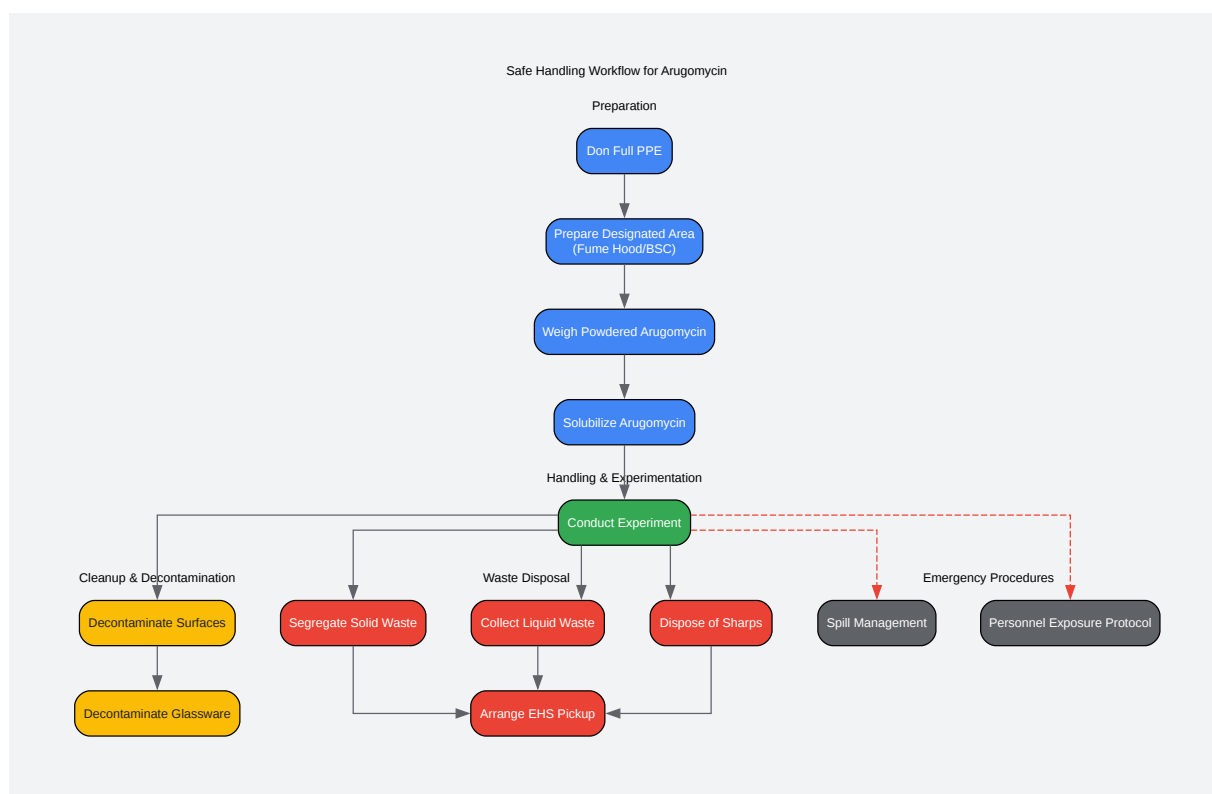 Safe Handling Workflow for Arugomycin
Preparation
Don Full PPE
Prepare Designated Area
(Fume Hood/BSC)
Weigh Powdered Arugomycin
Solubilize Arugomycin
Handling & Experimentation
Conduct Experiment
Cleanup & Decontamination
Waste Disposal
Emergency Procedures
Decontaminate Surfaces
Segregate Solid Waste
Collect Liquid Waste
Dispose of Sharps
Spill Management
Personnel Exposure Protocol
Decontaminate Glassware
Arrange EHS Pickup